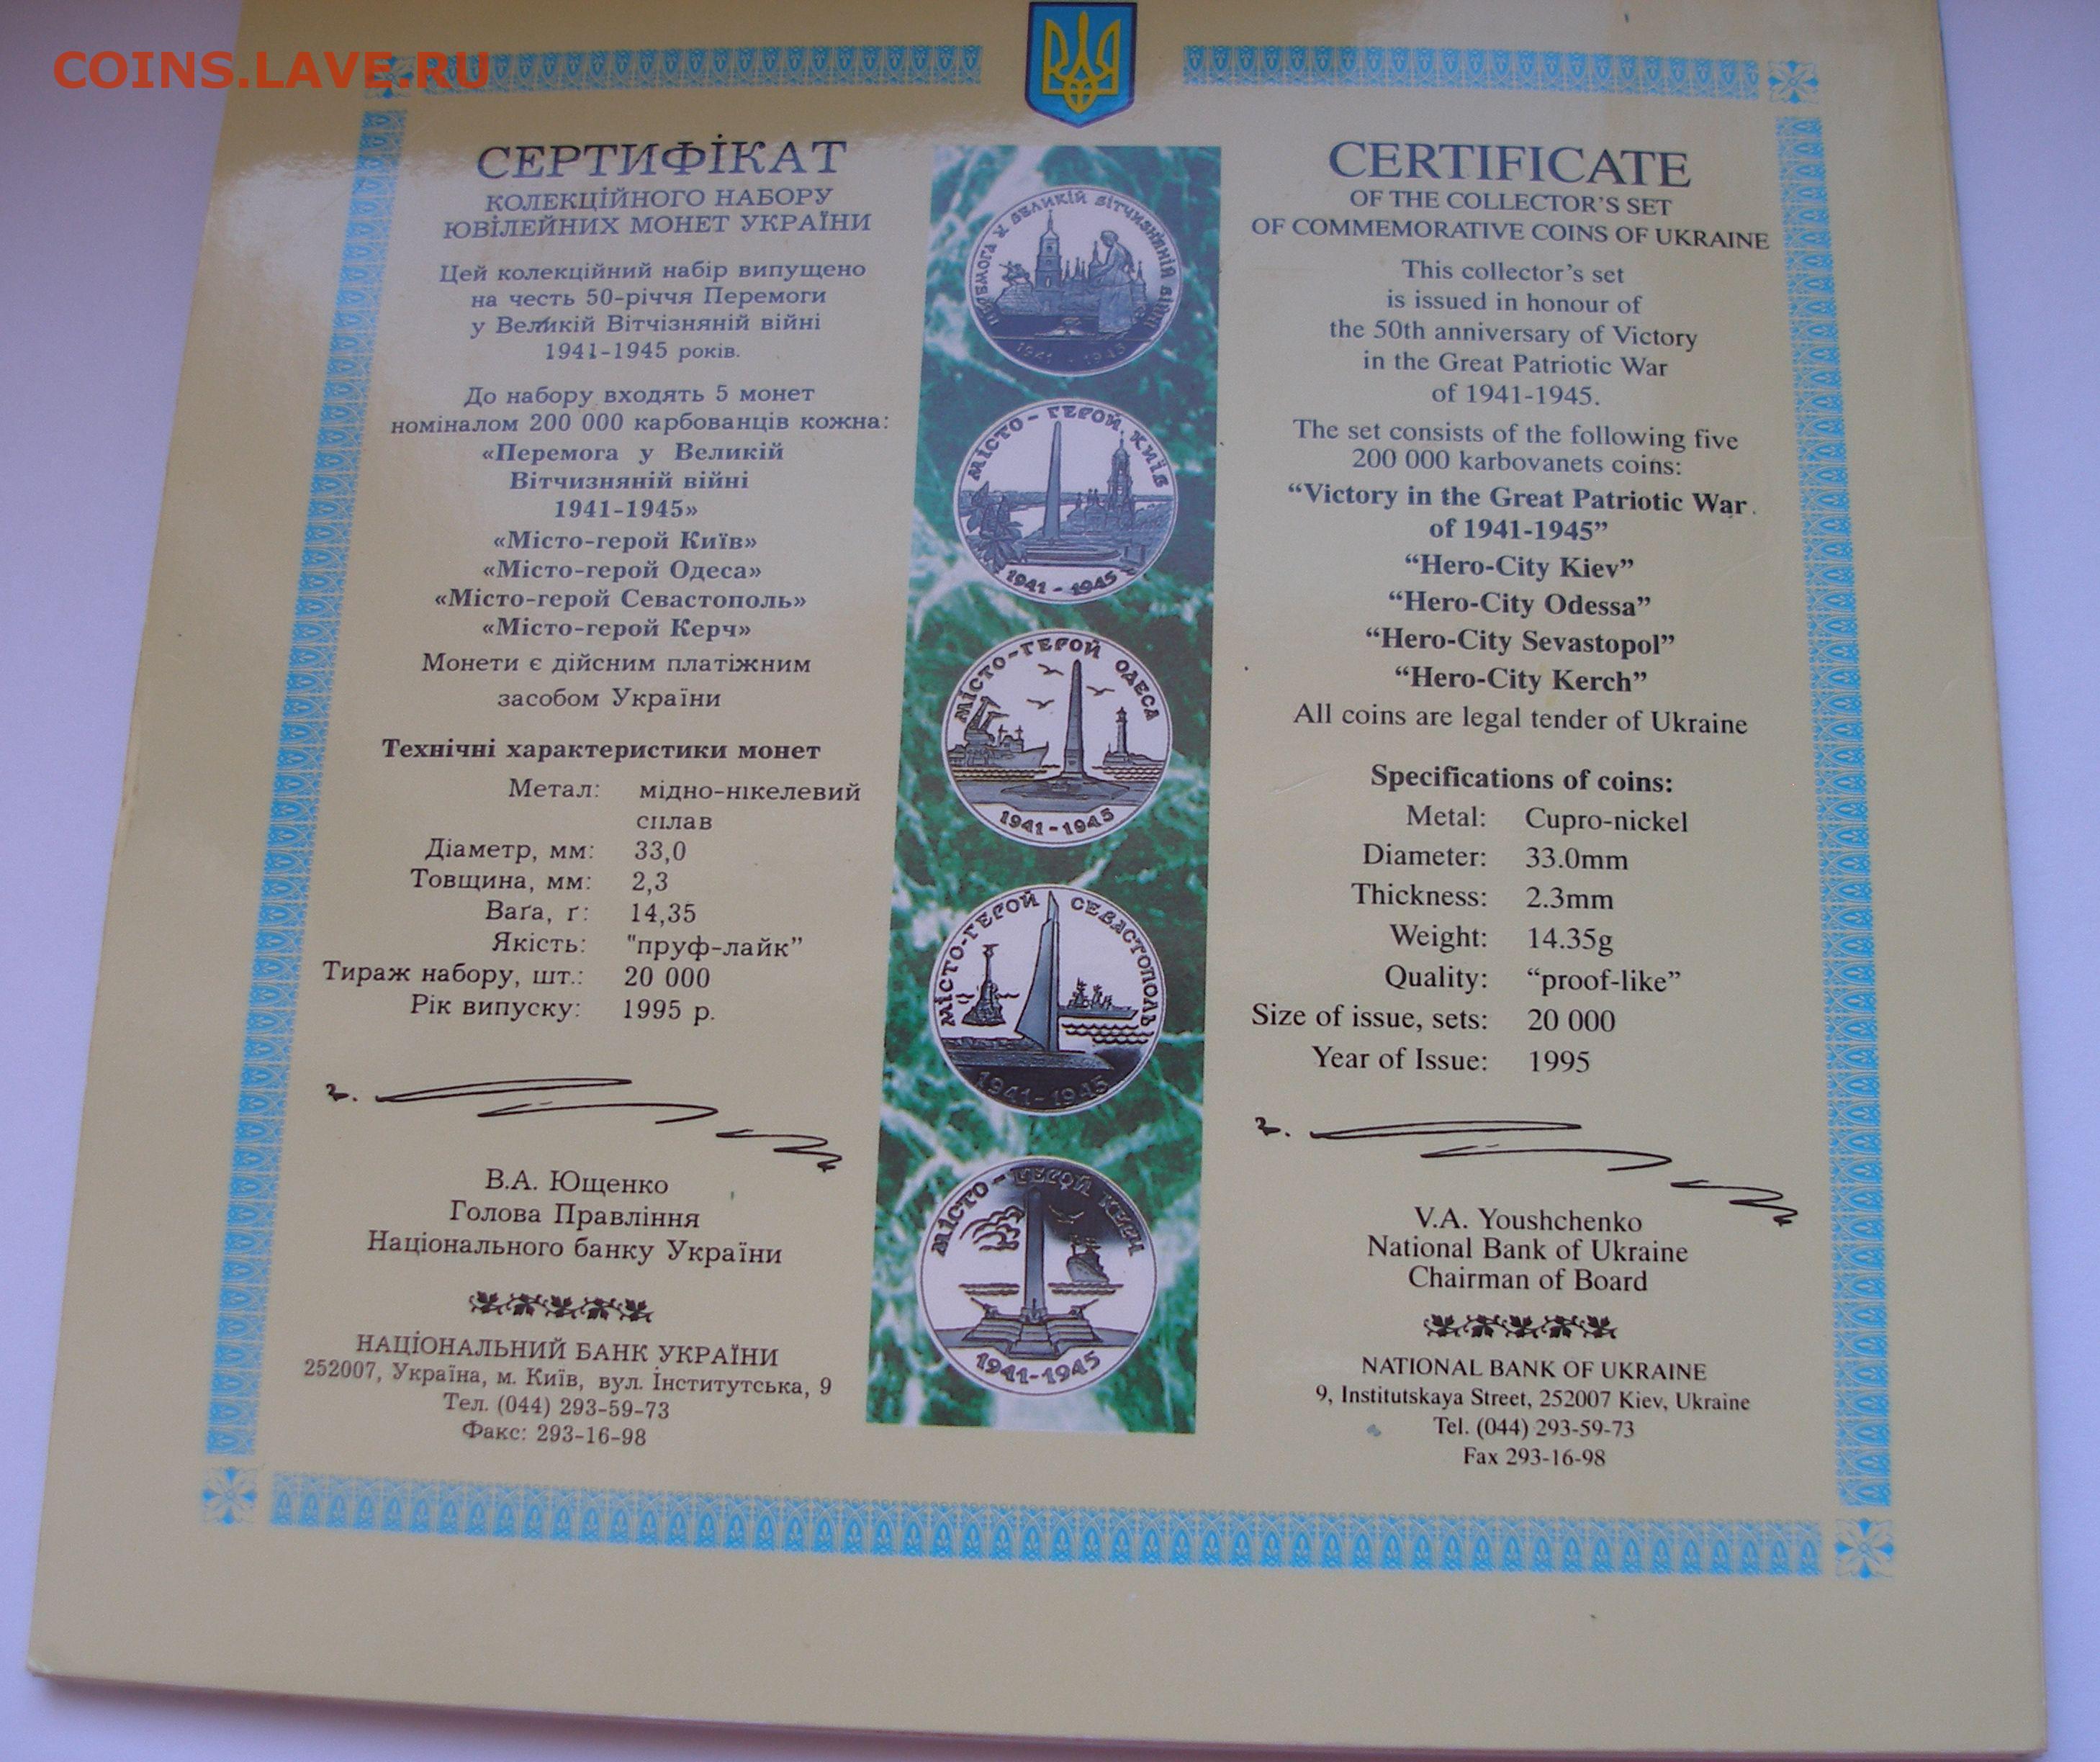 COINS.LAVE.RU
СЕРТИФІКАТ
КОЛЕКЦІЙНОГО НАБОРУ
ЮВІЛЕЙНИХ МОНЕТ УКРАЇНИ
Цей колекційний набір випущено
на честь 50-річчя Перемоги
у Великій Вітчізняній війні
1941-1945 років.
До набору входять 5 монет
номіналом 200 000 карбованців кожна:
«Перемога у Великій
Вітчизняній війні
1941-1945»
«Місто-герой Київ»
«Місто-герой Одеса»
«Місто-герой Севастополь»
«Місто-герой Керч»
Монети є дійсним платіжним
засобом України
Технічні характеристики монет
Метал: мідно-нікелевий
сплав
Діаметр, мм: 33,0
Товщина, мм: 2,3
Ваґа, ґ: 14,35
Якість: "пруф-лайк”
Тираж набору, шт.: 20 000
Рік випуску: 1995 р.
В.А. Ющенко
Голова Правління
Національного банку України
НАЦІОНАЛЬНИЙ БАНК УКРАЇНИ
252007, Україна, м. Київ, вул. Інститутська, 9
Тел. (044) 293-59-73
Факс: 293-16-98
ПЕРЕМОГА У ВЕЛИКІЙ ВІТЧИЗНЯНІЙ ВІЙНІ
1941 - 1945
МІСТО-ГЕРОЙ КИЇВ
1941-1945
МІСТО-ГЕРОЙ ОДЕСА
1941-1945
МІСТО-ГЕРОЙ СЕВАСТОПОЛЬ
1941-1945
МІСТО-ГЕРОЙ КЕРЧ
1941-1945
CERTIFICATE
OF THE COLLECTOR'S SET
OF COMMEMORATIVE COINS OF UKRAINE
This collector's set
is issued in honour of
the 50th anniversary of Victory
in the Great Patriotic War
of 1941-1945.
The set consists of the following five
200 000 karbovanets coins:
“Victory in the Great Patriotic War
of 1941-1945”
“Hero-City Kiev”
“Hero-City Odessa”
“Hero-City Sevastopol”
“Hero-City Kerch”
All coins are legal tender of Ukraine
Specifications of coins:
Metal: Cupro-nickel
Diameter: 33.0mm
Thickness: 2.3mm
Weight: 14.35g
Quality: “proof-like”
Size of issue, sets: 20 000
Year of Issue: 1995
V.A. Youshchenko
National Bank of Ukraine
Chairman of Board
NATIONAL BANK OF UKRAINE
9, Institutskaya Street, 252007 Kiev, Ukraine
Tel. (044) 293-59-73
Fax 293-16-98